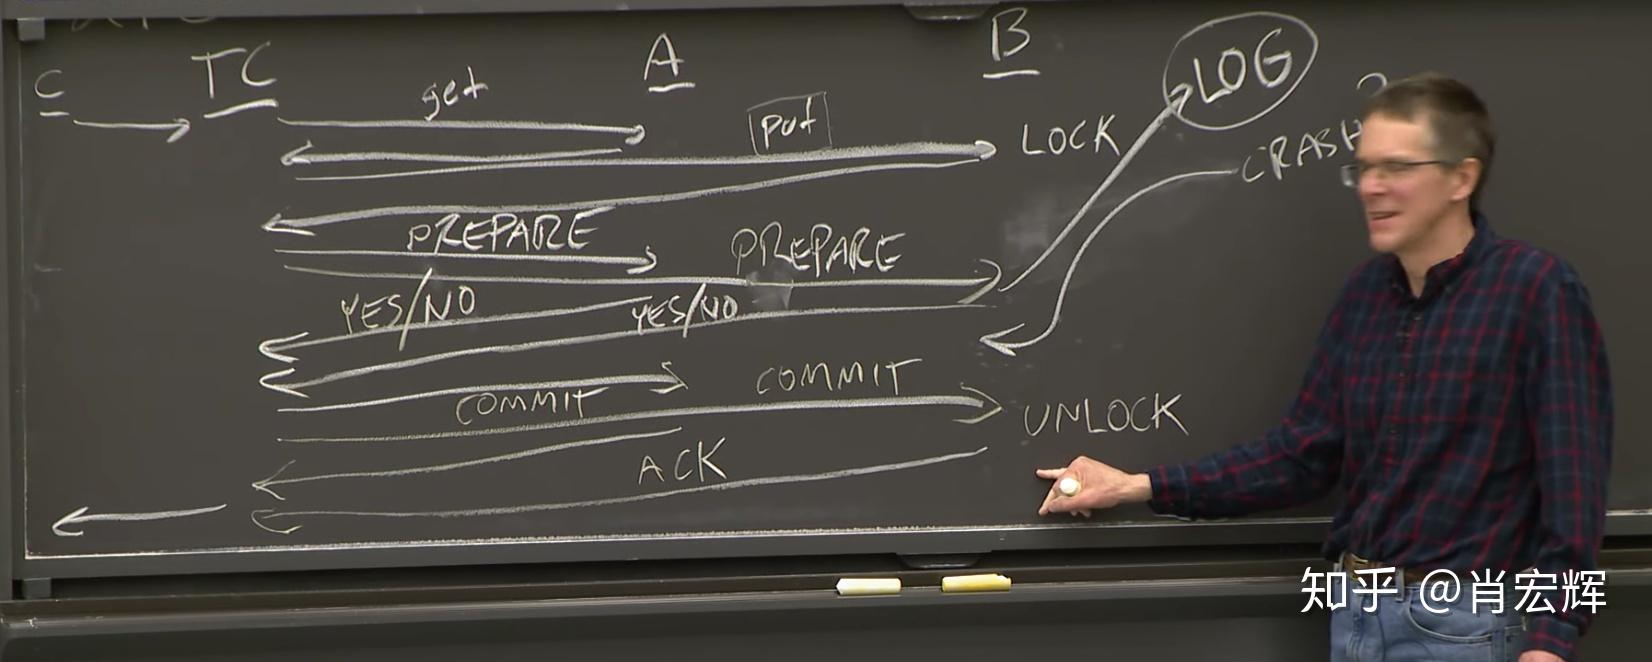 C TC A B
LOG
get
put
LOCK
CRASH
PREPARE
PREPARE
YES/NO
YES/NO
COMMIT
COMMIT
UNLOCK
ACK
知乎 @肖宏辉